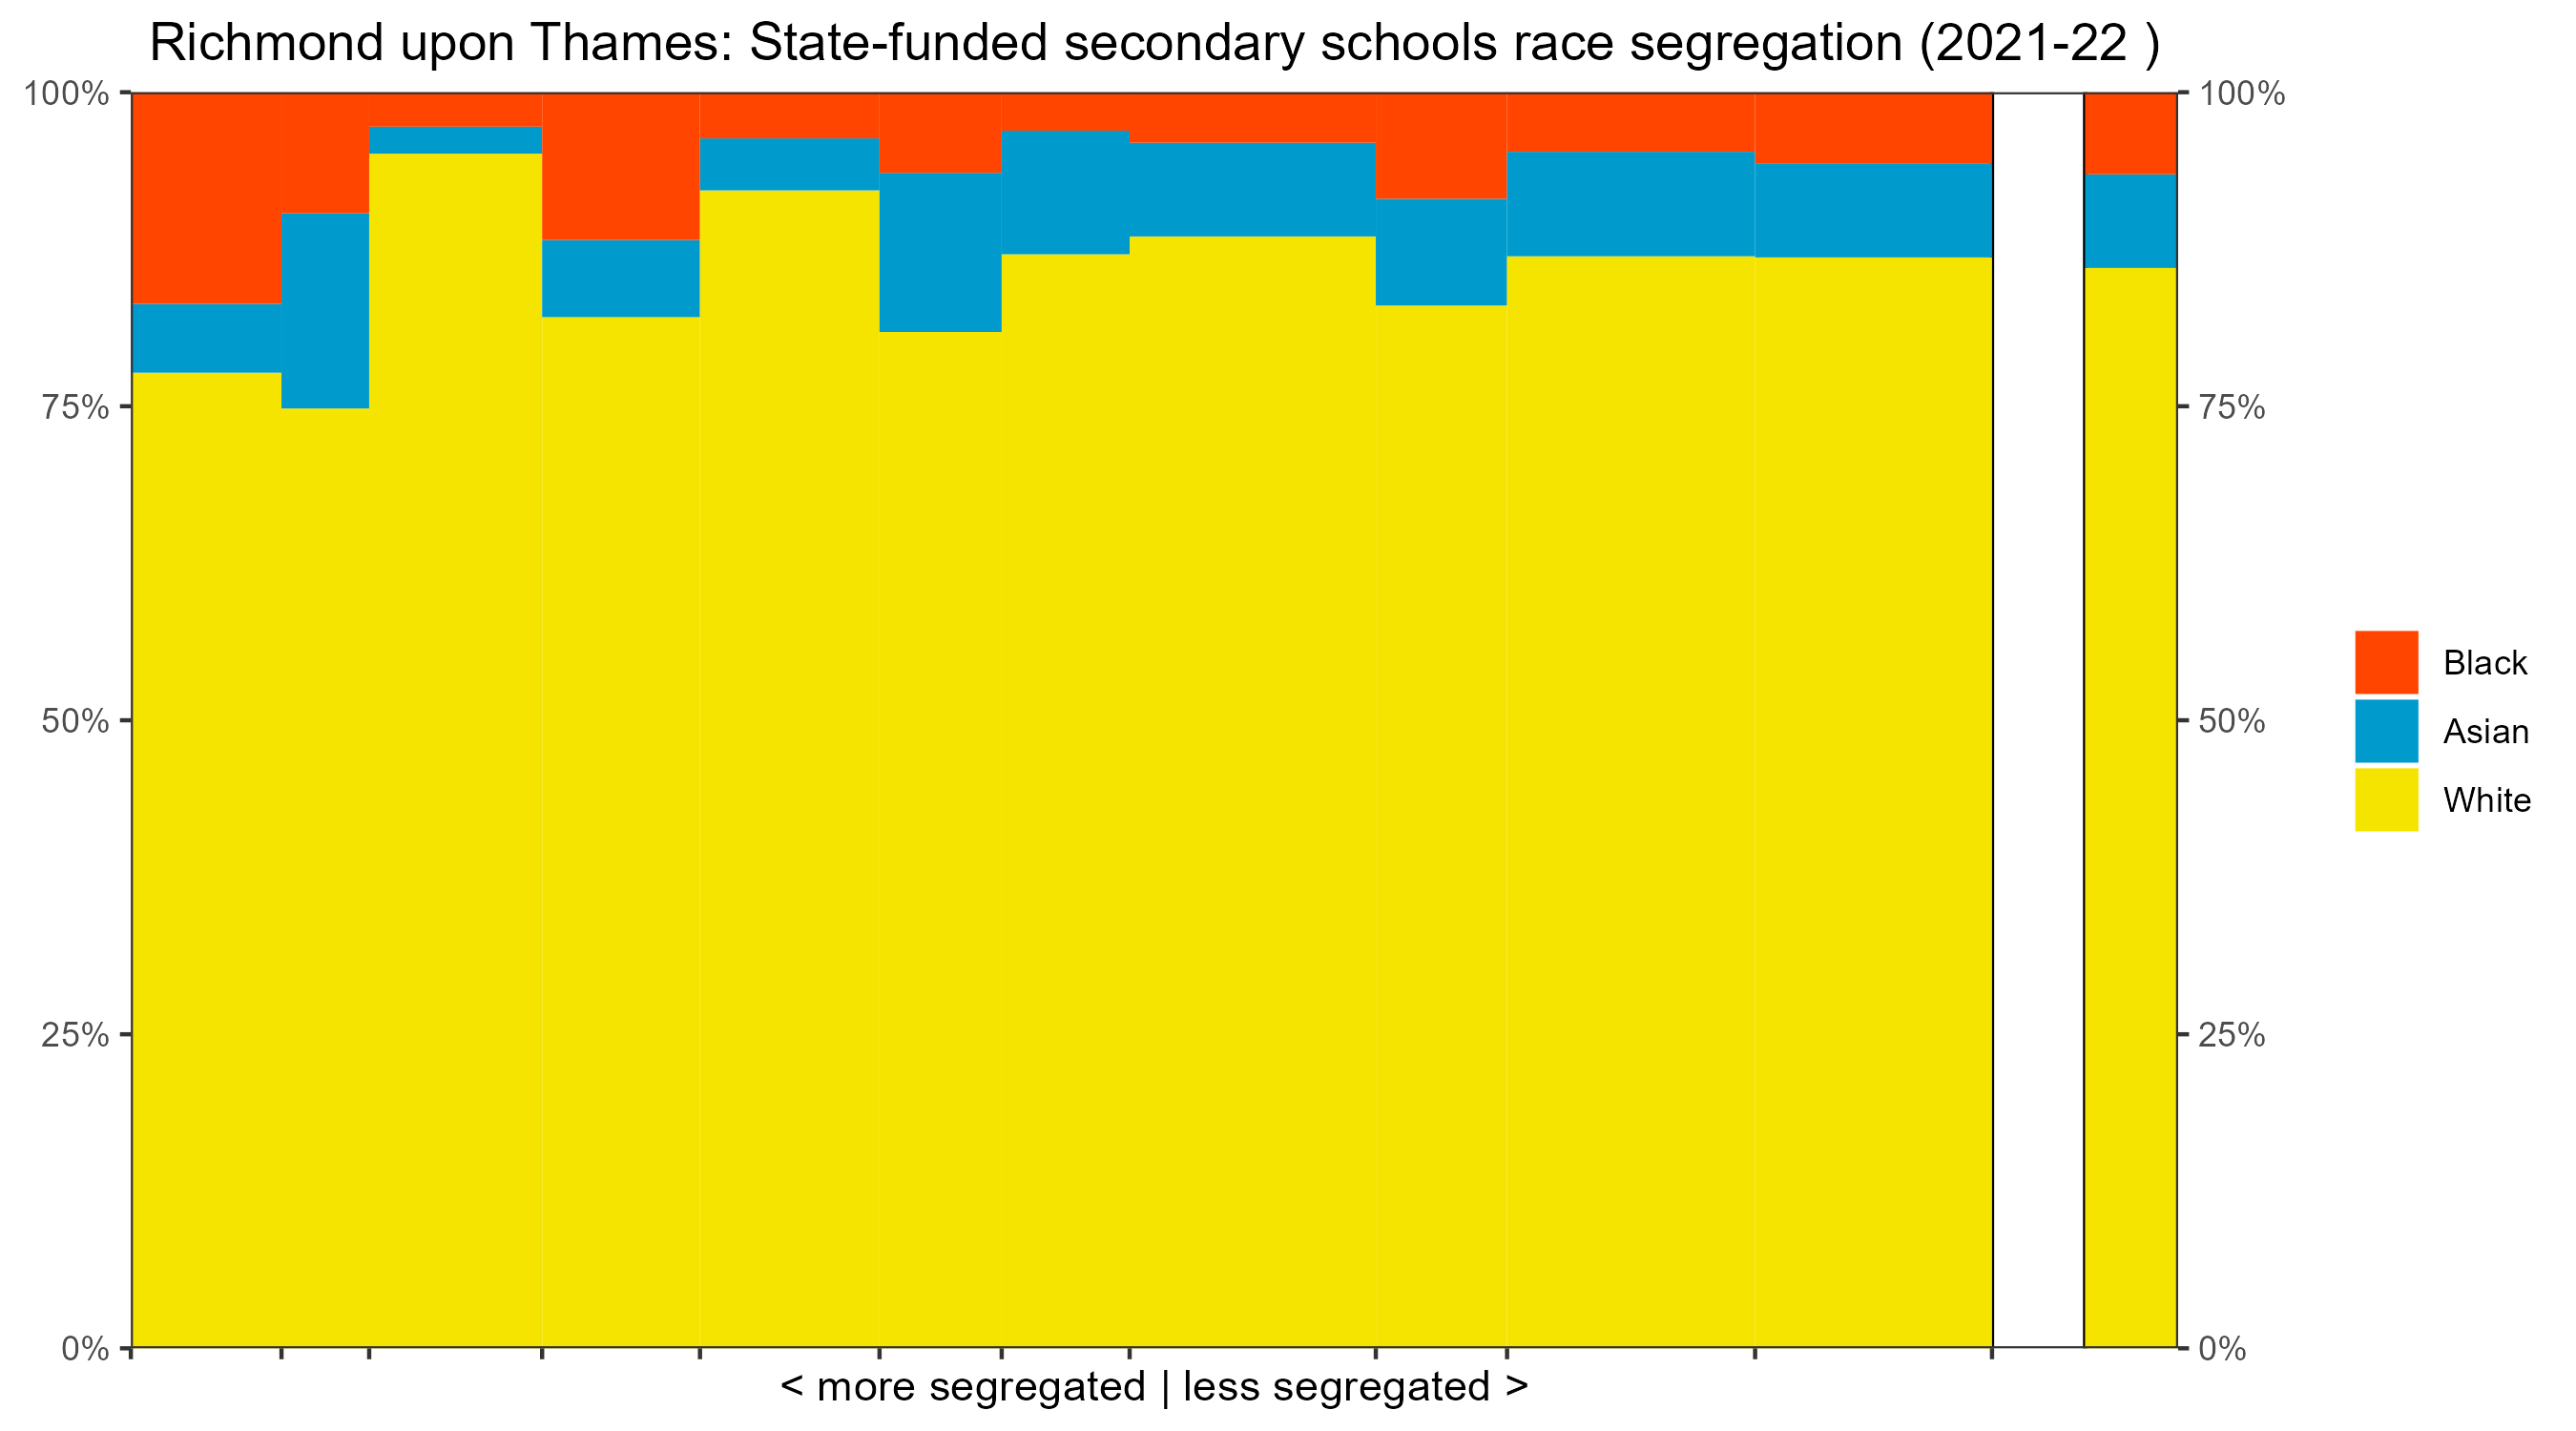 Richmond upon Thames: State-funded secondary schools race segregation (2021-22 )
100%
100%
75%
75%
50%
50%
25%
25%
0%
0%
Black
Asian
White
< more segregated | less segregated >